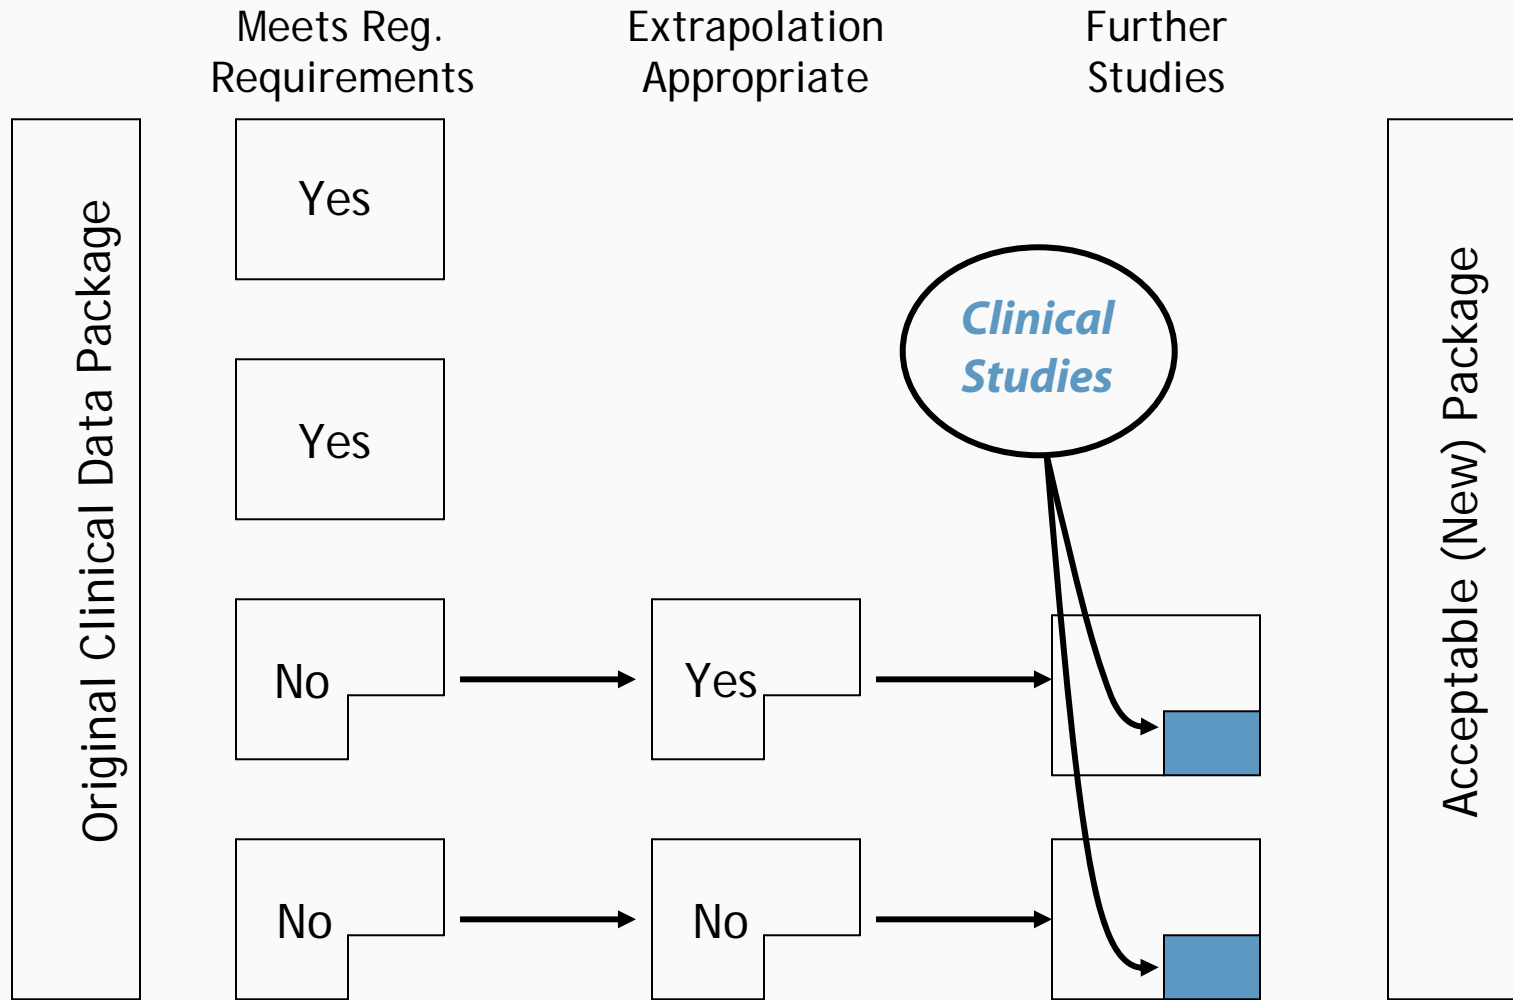 Meets Reg.
Requirements
Extrapolation
Appropriate
Further
Studies
Original Clinical Data Package
Yes
Yes
Clinical
Studies
No
Yes
No
No
Acceptable (New) Package